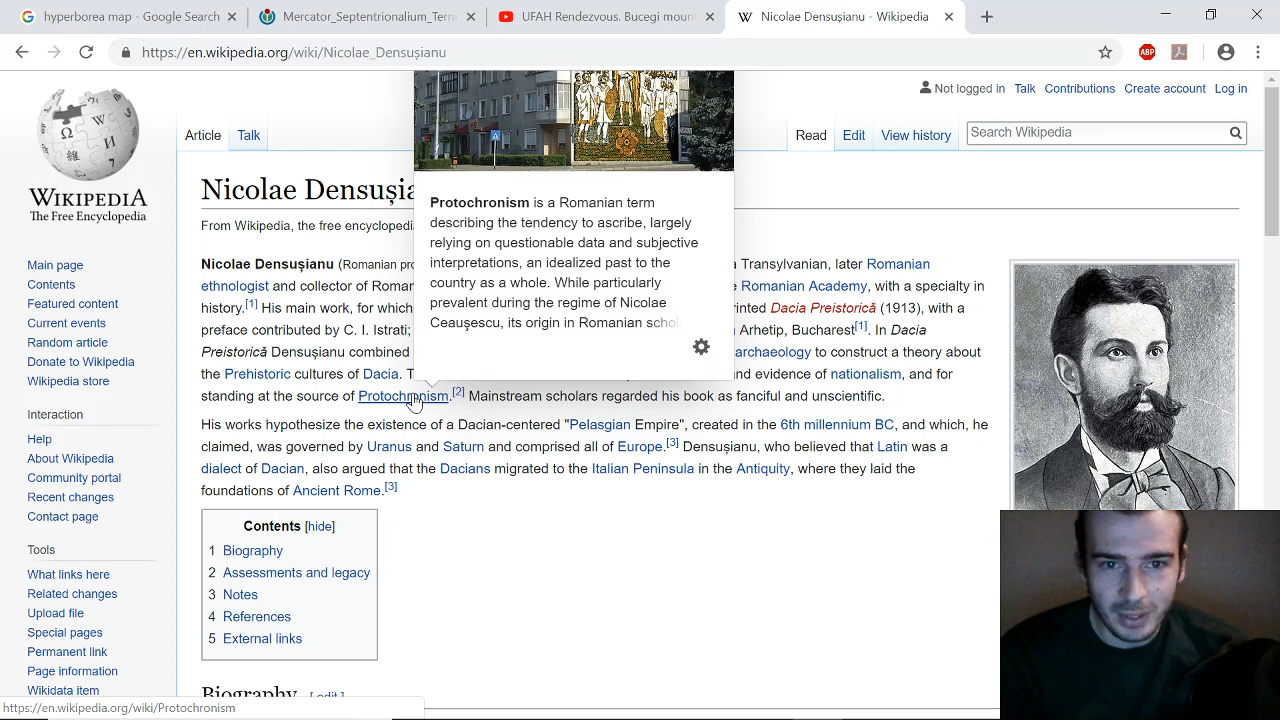 hyperborea map - Google Search
Mercator_Septentrionalium_Terra
UFAH Rendezvous. Bucegi moun
Nicolae Densușianu - Wikipedia
https://en.wikipedia.org/wiki/Nicolae_Densușianu
ABP
Not logged in Talk Contributions Create account Log in
Article Talk
Read Edit View history
Search Wikipedia
WIKIPEDIA
The Free Encyclopedia
Main page
Contents
Featured content
Current events
Random article
Donate to Wikipedia
Wikipedia store
Interaction
Help
About Wikipedia
Community portal
Recent changes
Contact page
Tools
What links here
Related changes
Upload file
Special pages
Permanent link
Page information
Wikidata item
Nicolae Densușia
From Wikipedia, the free encyclopedi
Protochronism is a Romanian term
describing the tendency to ascribe, largely
relying on questionable data and subjective
interpretations, an idealized past to the
country as a whole. While particularly
prevalent during the regime of Nicolae
Ceaușescu, its origin in Romanian schol
Nicolae Densușianu (Romanian pro a Transylvanian, later Romanian
ethnologist and collector of Roman e Romanian Academy, with a specialty in
history.[1] His main work, for which rinted Dacia Preistorică (1913), with a
preface contributed by C. I. Istrati; Arhetip, Bucharest[1]. In Dacia
Preistorică Densușianu combined archaeology to construct a theory about
the Prehistoric cultures of Dacia. T nd evidence of nationalism, and for
standing at the source of Protochronism.[2] Mainstream scholars regarded his book as fanciful and unscientific.
His works hypothesize the existence of a Dacian-centered "Pelasgian Empire", created in the 6th millennium BC, and which, he
claimed, was governed by Uranus and Saturn and comprised all of Europe.[3] Densușianu, who believed that Latin was a
dialect of Dacian, also argued that the Dacians migrated to the Italian Peninsula in the Antiquity, where they laid the
foundations of Ancient Rome.[3]
Contents [hide]
1 Biography
2 Assessments and legacy
3 Notes
4 References
5 External links
Biography [ edit ]
https://en.wikipedia.org/wiki/Protochronism